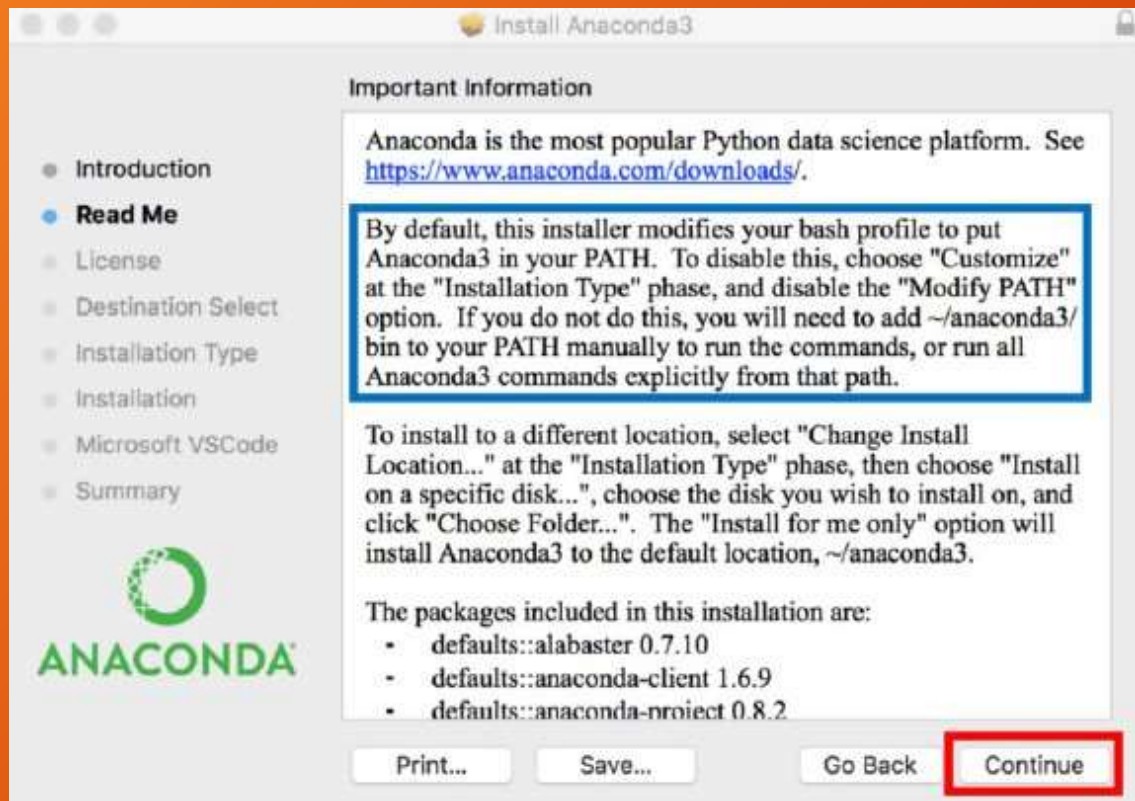 Install Anaconda3
Important Information
Introduction
Read Me
License
Destination Select
Installation Type
Installation
Microsoft VSCode
Summary
ANACONDA
Anaconda is the most popular Python data science platform. See
https://www.anaconda.com/downloads/.
By default, this installer modifies your bash profile to put
Anaconda3 in your PATH. To disable this, choose "Customize"
at the "Installation Type" phase, and disable the "Modify PATH"
option. If you do not do this, you will need to add ~/anaconda3/
bin to your PATH manually to run the commands, or run all
Anaconda3 commands explicitly from that path.
To install to a different location, select "Change Install
Location..." at the "Installation Type" phase, then choose "Install
on a specific disk...", choose the disk you wish to install on, and
click "Choose Folder...". The "Install for me only" option will
install Anaconda3 to the default location, ~/anaconda3.
The packages included in this installation are:
- defaults::alabaster 0.7.10
- defaults::anaconda-client 1.6.9
- defaults::anaconda-project 0.8.2
Print... Save... Go Back Continue